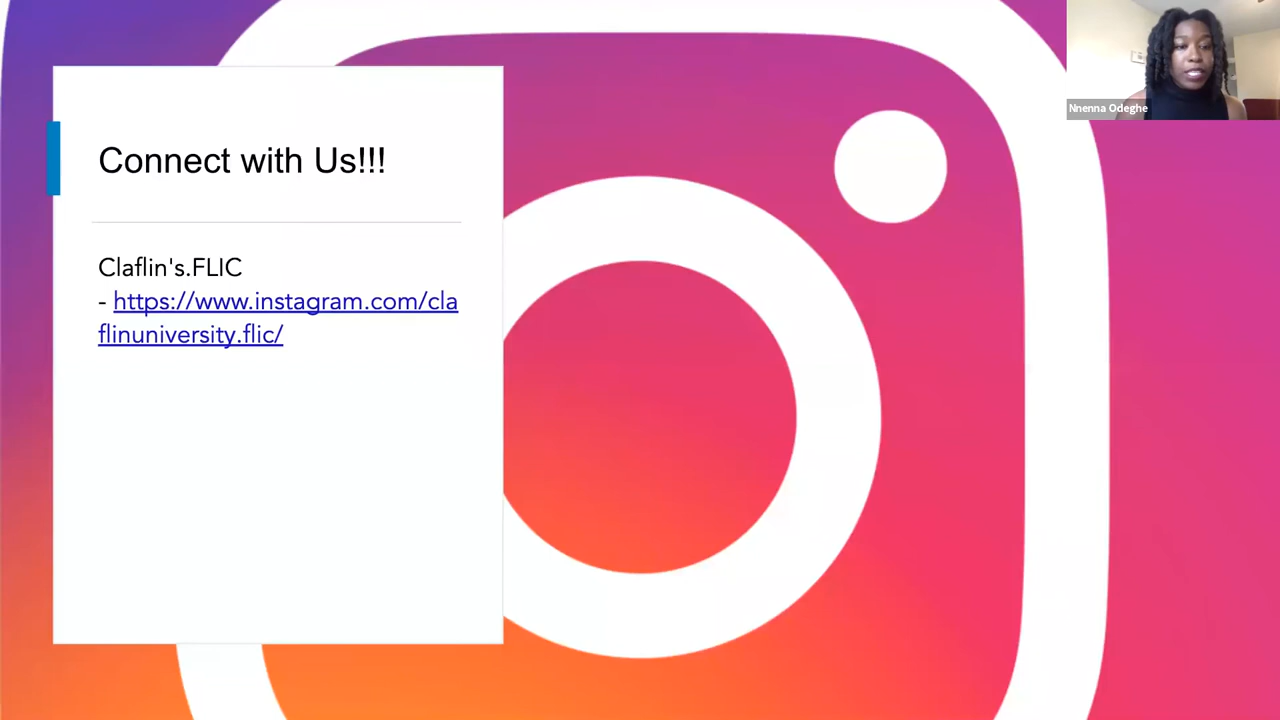 Connect with Us!!!
Claflin's.FLIC
- https://www.instagram.com/cla
flinuniversity.flic/
Nnenna Odeghe